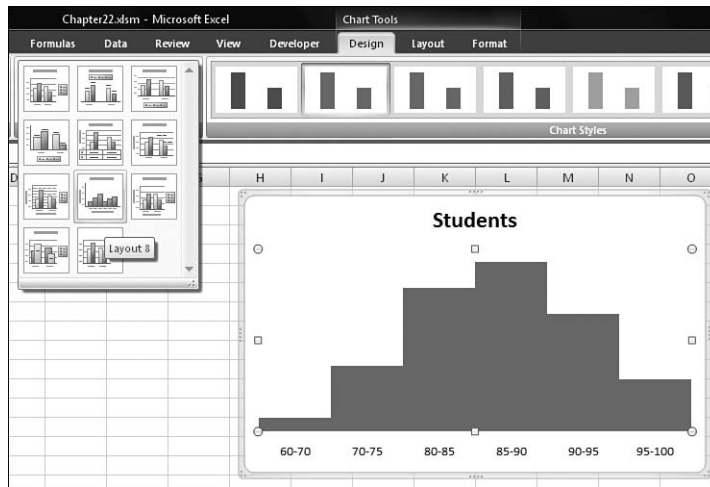 Chapter22.xlsm - Microsoft Excel Chart Tools
Formulas Data Review View Developer Design Layout Format
Chart Styles
Layout 8
D G H I J K L M N O
Students
60-70 70-75 80-85 85-90 90-95 95-100